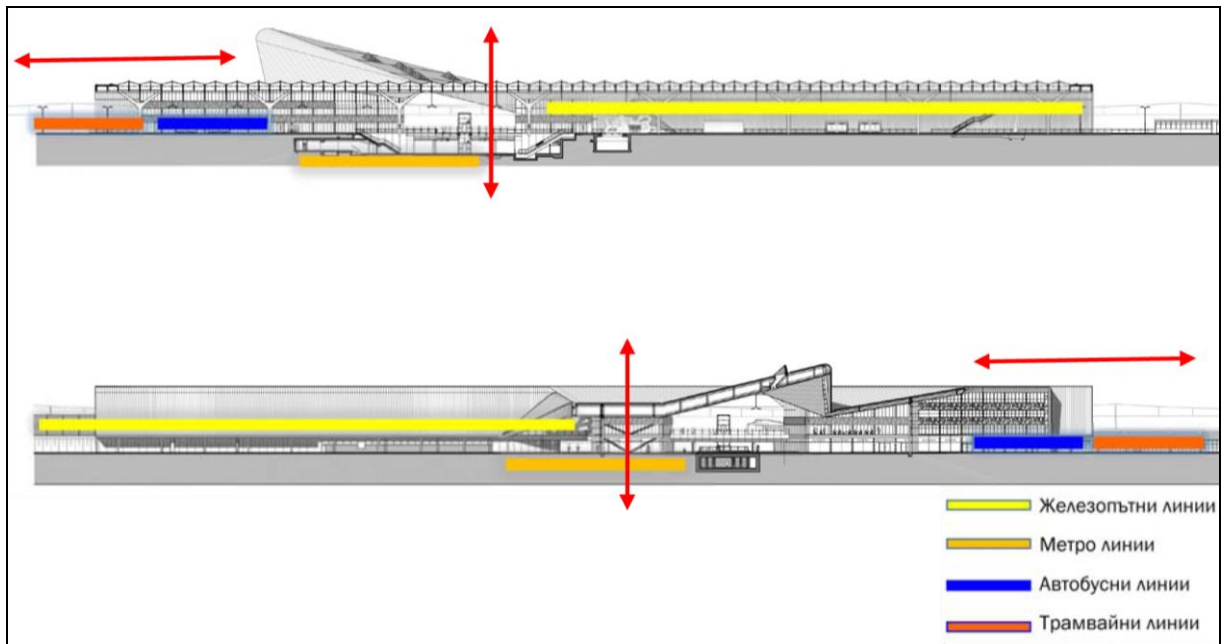 Железопътни линии
Метро линии
Автобусни линии
Трамвайни линии